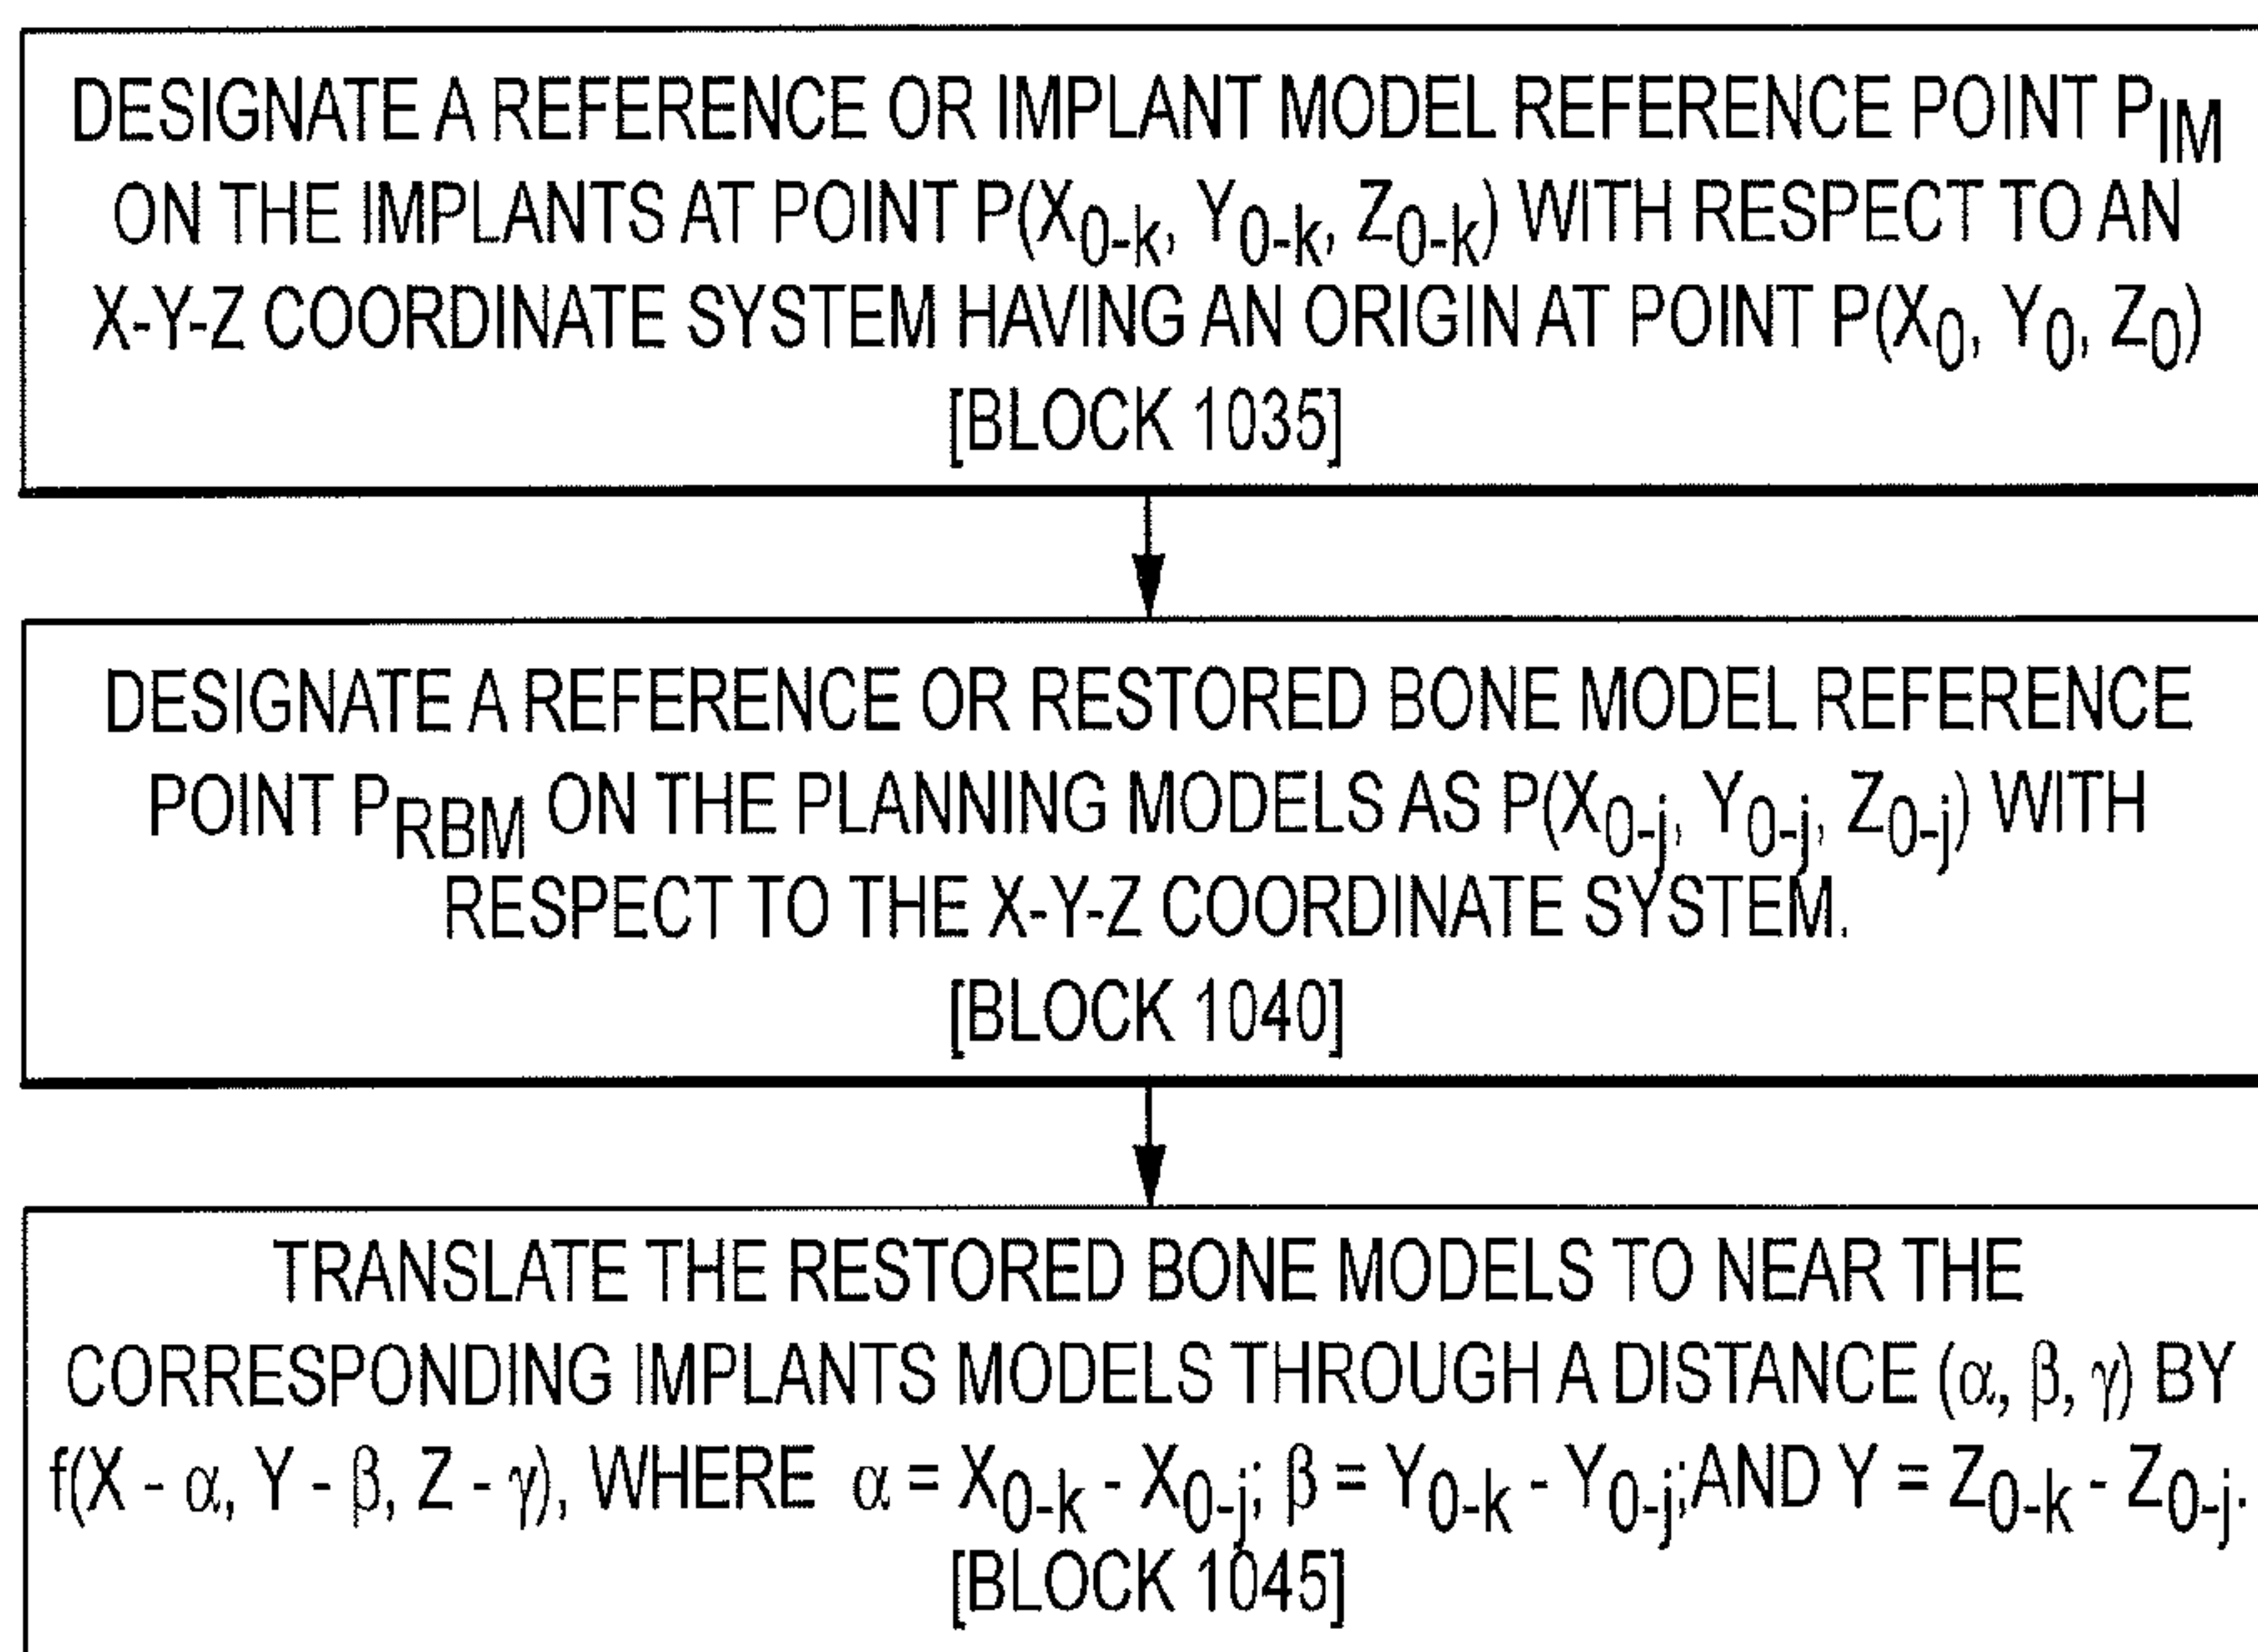 DESIGNATE A REFERENCE OR IMPLANT MODEL REFERENCE POINT P_IM
ON THE IMPLANTS AT POINT P(X_0-k, Y_0-k, Z_0-k) WITH RESPECT TO AN
X-Y-Z COORDINATE SYSTEM HAVING AN ORIGIN AT POINT P(X_0, Y_0, Z_0)
[BLOCK 1035]
DESIGNATE A REFERENCE OR RESTORED BONE MODEL REFERENCE
POINT P_RBM ON THE PLANNING MODELS AS P(X_0-j, Y_0-j, Z_0-j) WITH
RESPECT TO THE X-Y-Z COORDINATE SYSTEM.
[BLOCK 1040]
TRANSLATE THE RESTORED BONE MODELS TO NEAR THE
CORRESPONDING IMPLANTS MODELS THROUGH A DISTANCE (α, β, γ) BY
f(X - α, Y - β, Z - γ), WHERE α = X_0-k - X_0-j; β = Y_0-k - Y_0-j; AND Y = Z_0-k - Z_0-j.
[BLOCK 1045]